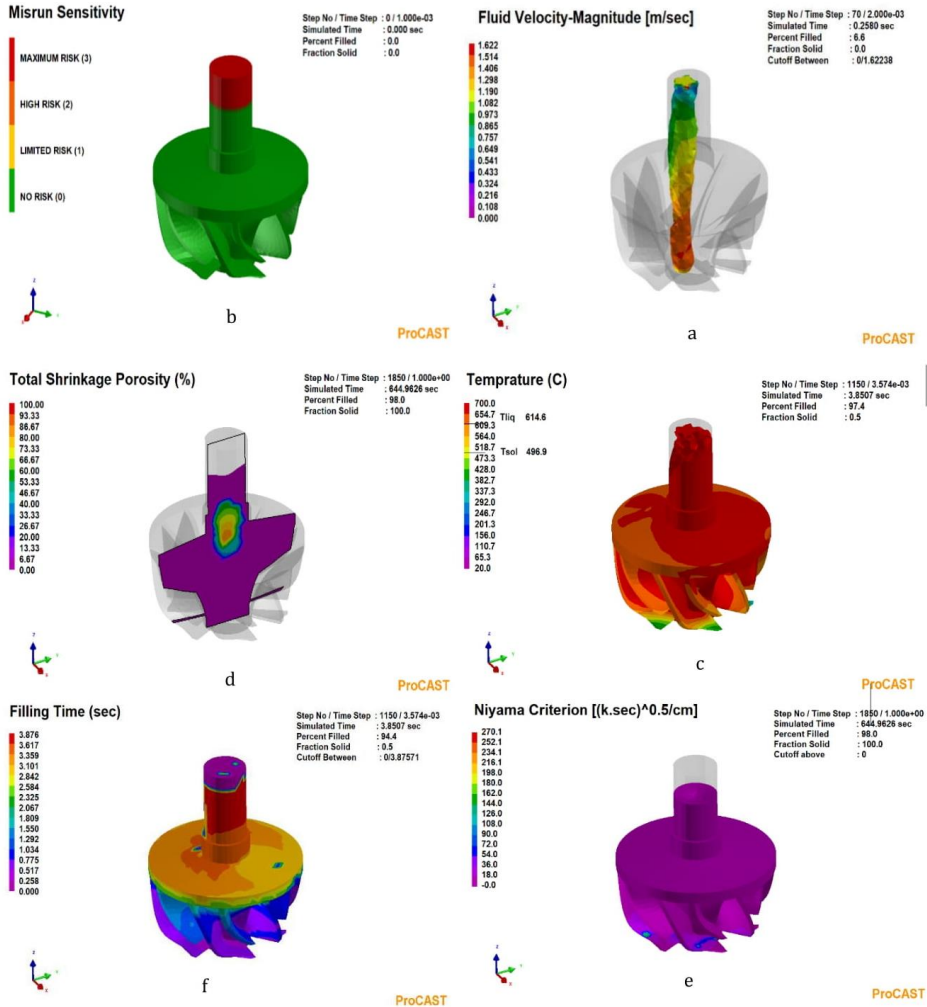 Misrun Sensitivity
Step No / Time Step : 0 / 1.000e-03
Simulated Time : 0.000 sec
Percent Filled : 0.0
Fraction Solid : 0.0
MAXIMUM RISK (3)
HIGH RISK (2)
LIMITED RISK (1)
NO RISK (0)
b
ProCAST
Fluid Velocity-Magnitude [m/sec]
Step No / Time Step : 70 / 2.000e-03
Simulated Time : 0.2580 sec
Percent Filled : 6.6
Fraction Solid : 0.0
Cutoff Between : 0/1.62238
1.622
1.514
1.406
1.298
1.190
1.082
0.973
0.865
0.757
0.649
0.541
0.433
0.324
0.216
0.108
0.000
a
ProCAST
Total Shrinkage Porosity (%)
Step No / Time Step : 1850 / 1.000e+00
Simulated Time : 644.9626 sec
Percent Filled : 98.0
Fraction Solid : 100.0
100.00
93.33
86.67
80.00
73.33
66.67
60.00
53.33
46.67
40.00
33.33
26.67
20.00
13.33
6.67
0.00
d
ProCAST
Temprature (C)
Step No / Time Step : 1150 / 3.574e-03
Simulated Time : 3.8507 sec
Percent Filled : 97.4
Fraction Solid : 0.5
700.0
654.7
609.3
564.0
518.7
473.3
428.0
382.7
337.3
292.0
246.7
201.3
156.0
110.7
65.3
20.0
Tliq 614.6
Tsol 496.9
c
ProCAST
Filling Time (sec)
Step No / Time Step : 1150 / 3.574e-03
Simulated Time : 3.8507 sec
Percent Filled : 94.4
Fraction Solid : 0.5
Cutoff Between : 0/3.87571
3.876
3.617
3.359
3.101
2.842
2.584
2.325
2.067
1.809
1.550
1.292
1.034
0.775
0.517
0.258
0.000
f
ProCAST
Niyama Criterion [(k.sec)^0.5/cm]
Step No / Time Step : 1850 / 1.000e+00
Simulated Time : 644.9626 sec
Percent Filled : 98.0
Fraction Solid : 100.0
Cutoff above : 0
270.1
252.1
234.1
216.1
198.0
180.0
162.0
144.0
126.0
108.0
90.0
72.0
54.0
36.0
18.0
-0.0
e
ProCAST